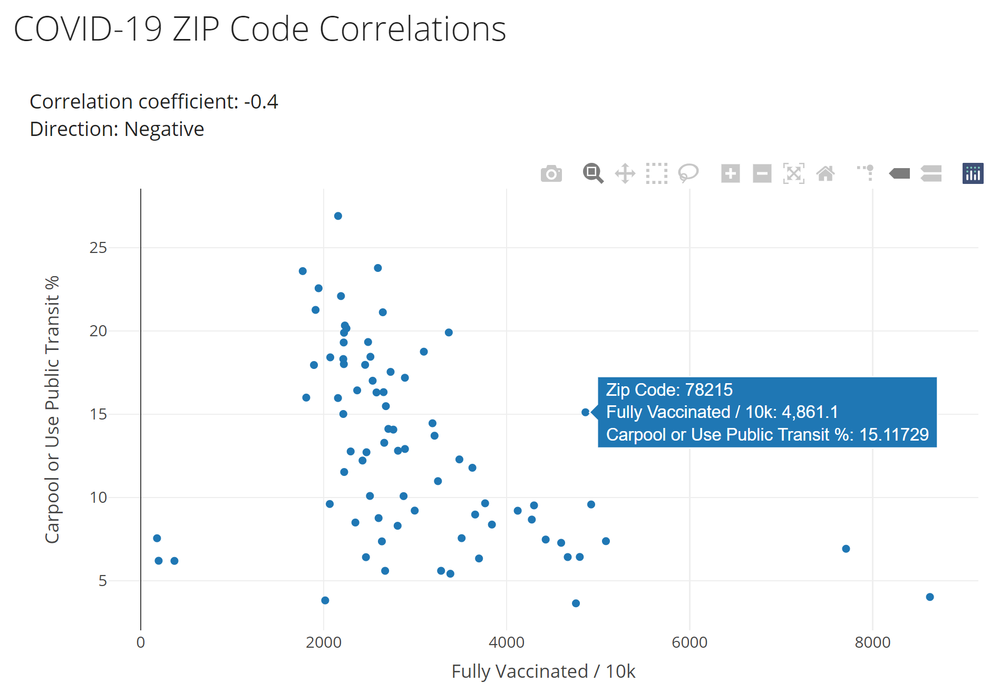 COVID-19 ZIP Code Correlations
Correlation coefficient: -0.4
Direction: Negative
25
20
15
10
5
Carpool or Use Public Transit %
Zip Code: 78215
Fully Vaccinated / 10k: 4,861.1
Carpool or Use Public Transit %: 15.11729
0 2000 4000 6000 8000
Fully Vaccinated / 10k